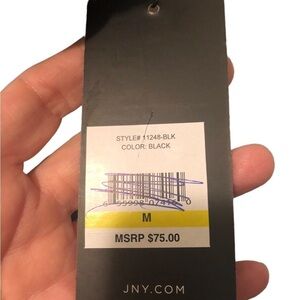 STYLE# 11248-BLK
COLOR: BLACK
M
MSRP $75.00
JNY.COM